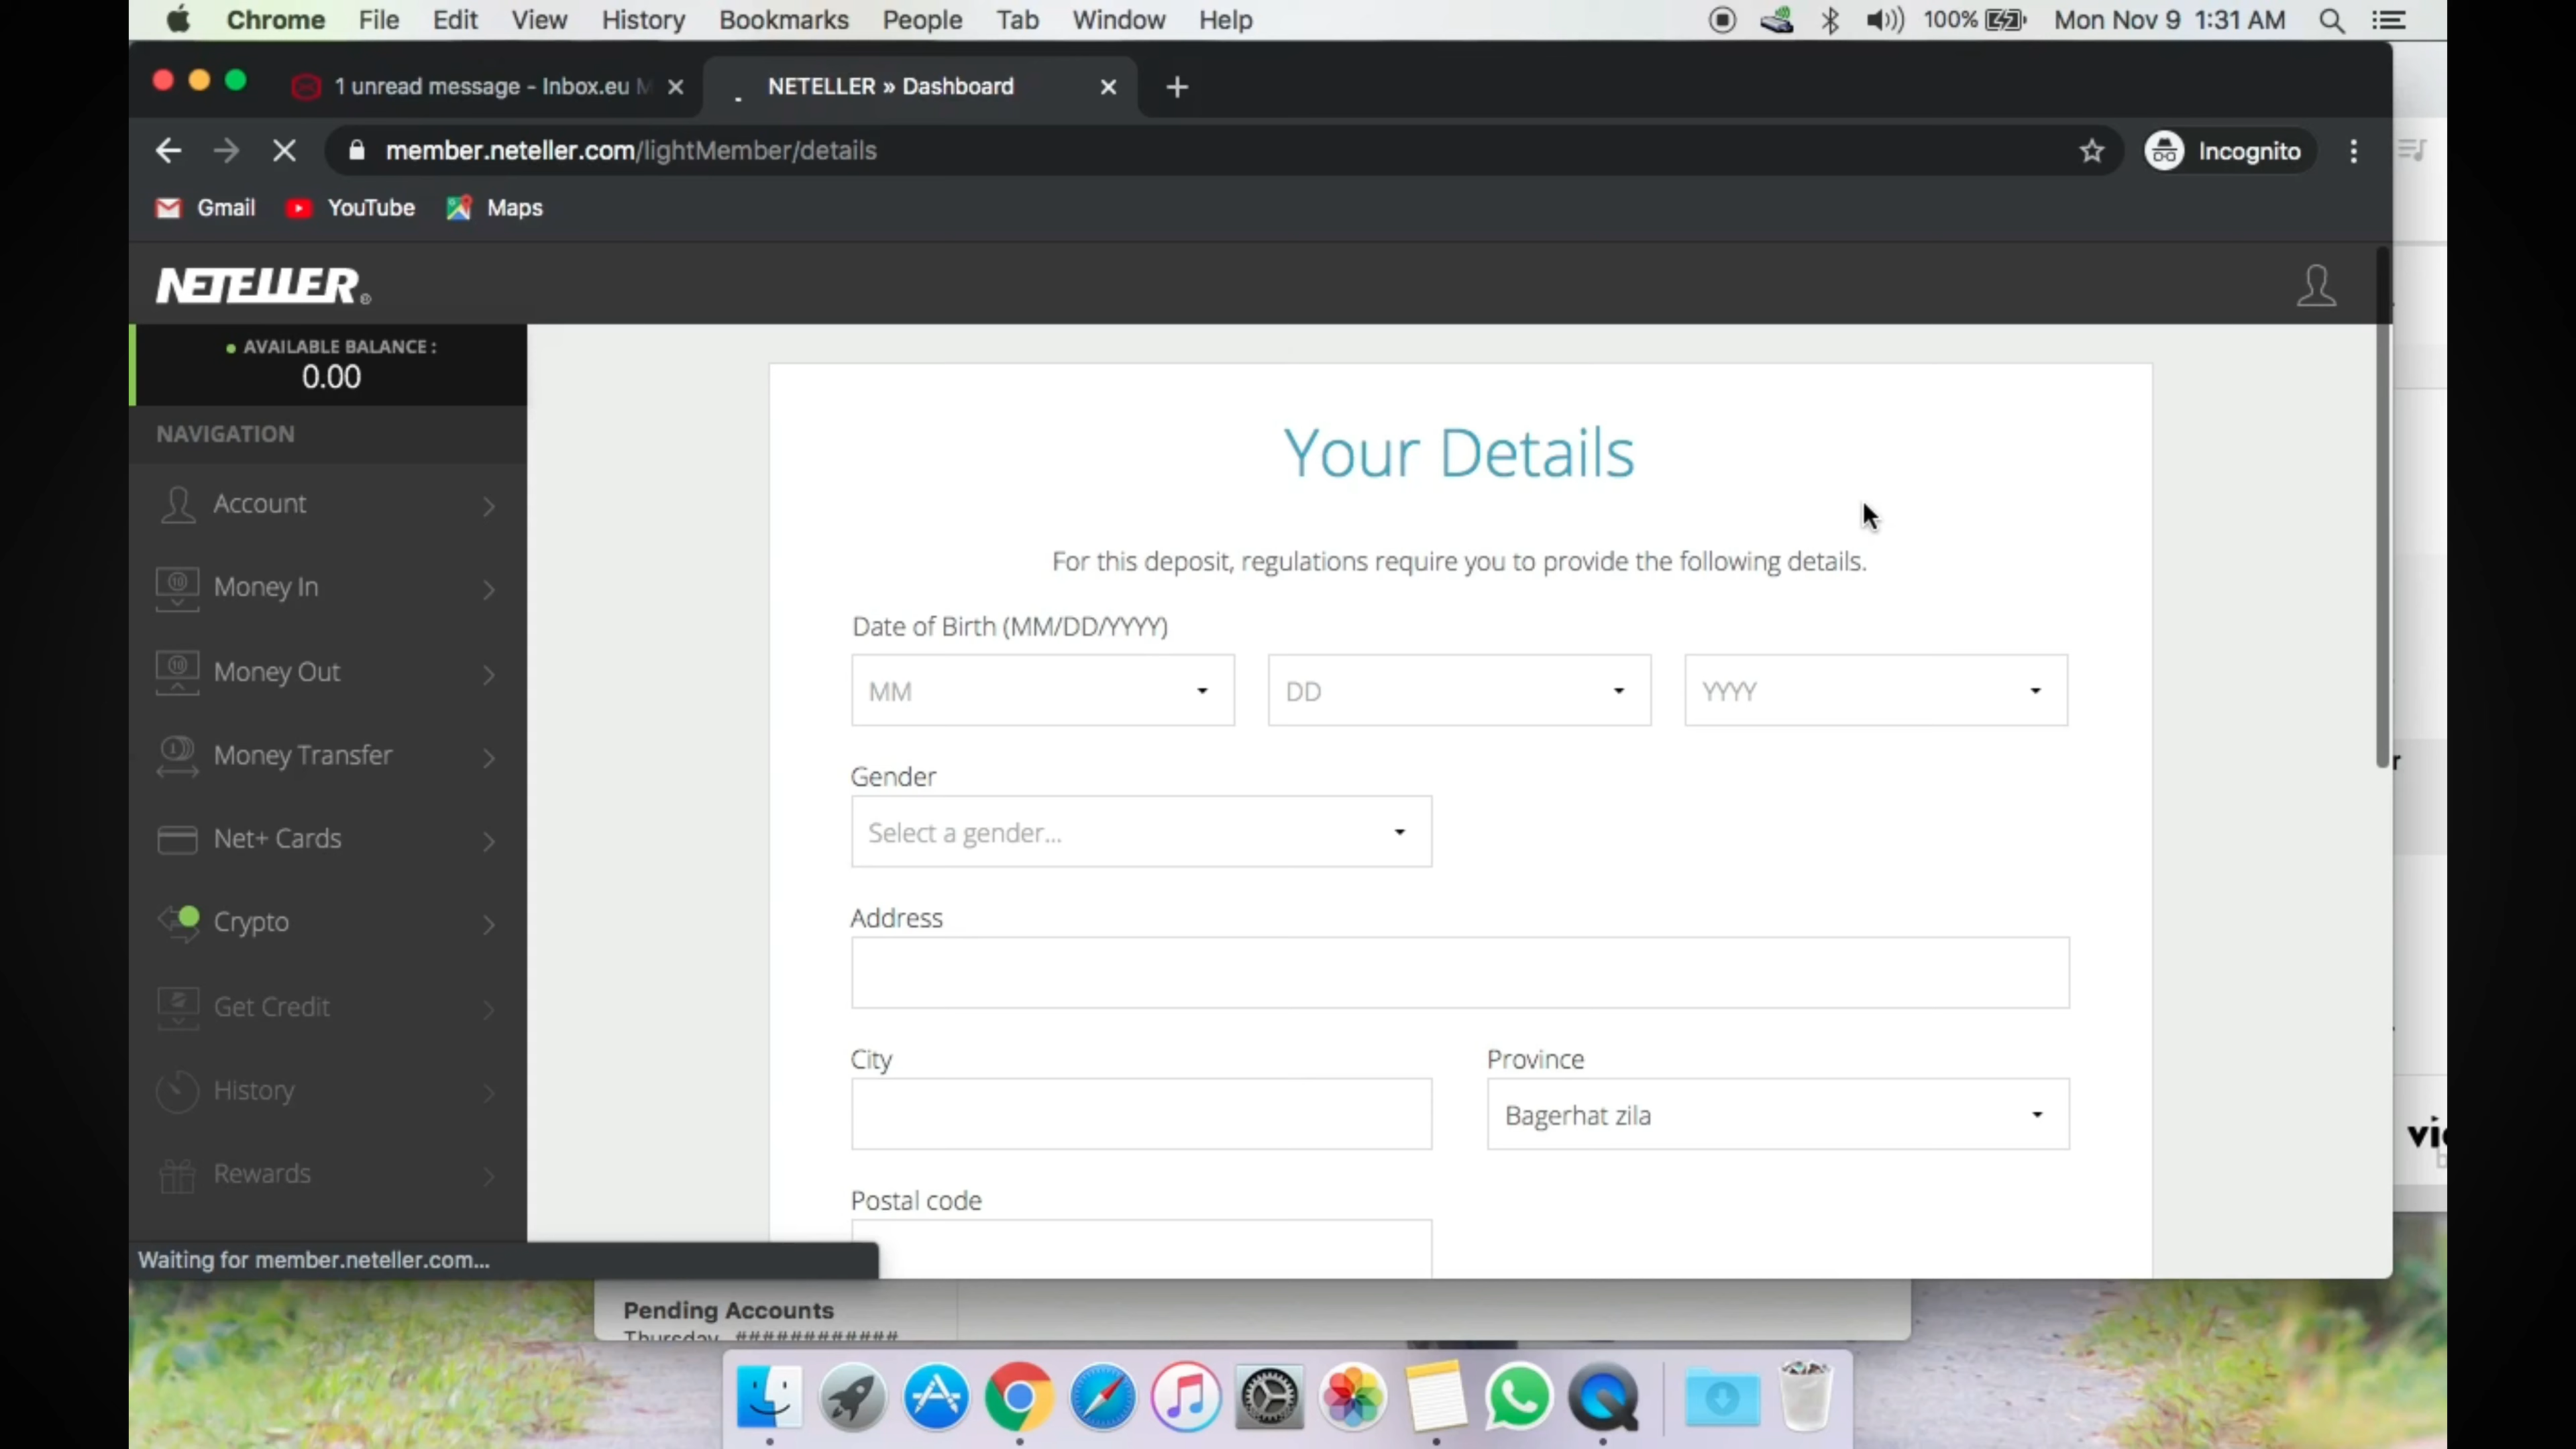 Chrome File Edit View History Bookmarks People Tab Window Help 100% Mon Nov 9 1:31 AM
1 unread message - Inbox.eu M NETELLER » Dashboard
member.neteller.com/lightMember/details Incognito
Gmail YouTube Maps
NETELLER®
AVAILABLE BALANCE :
0.00
NAVIGATION
Account
Money In
Money Out
Money Transfer
Net+ Cards
Crypto
Get Credit
History
Rewards
Your Details
For this deposit, regulations require you to provide the following details.
Date of Birth (MM/DD/YYYY)
MM DD YYYY
Gender
Select a gender...
Address
City Province
Bagerhat zila
Postal code
Waiting for member.neteller.com...
Pending Accounts
Thursday ############